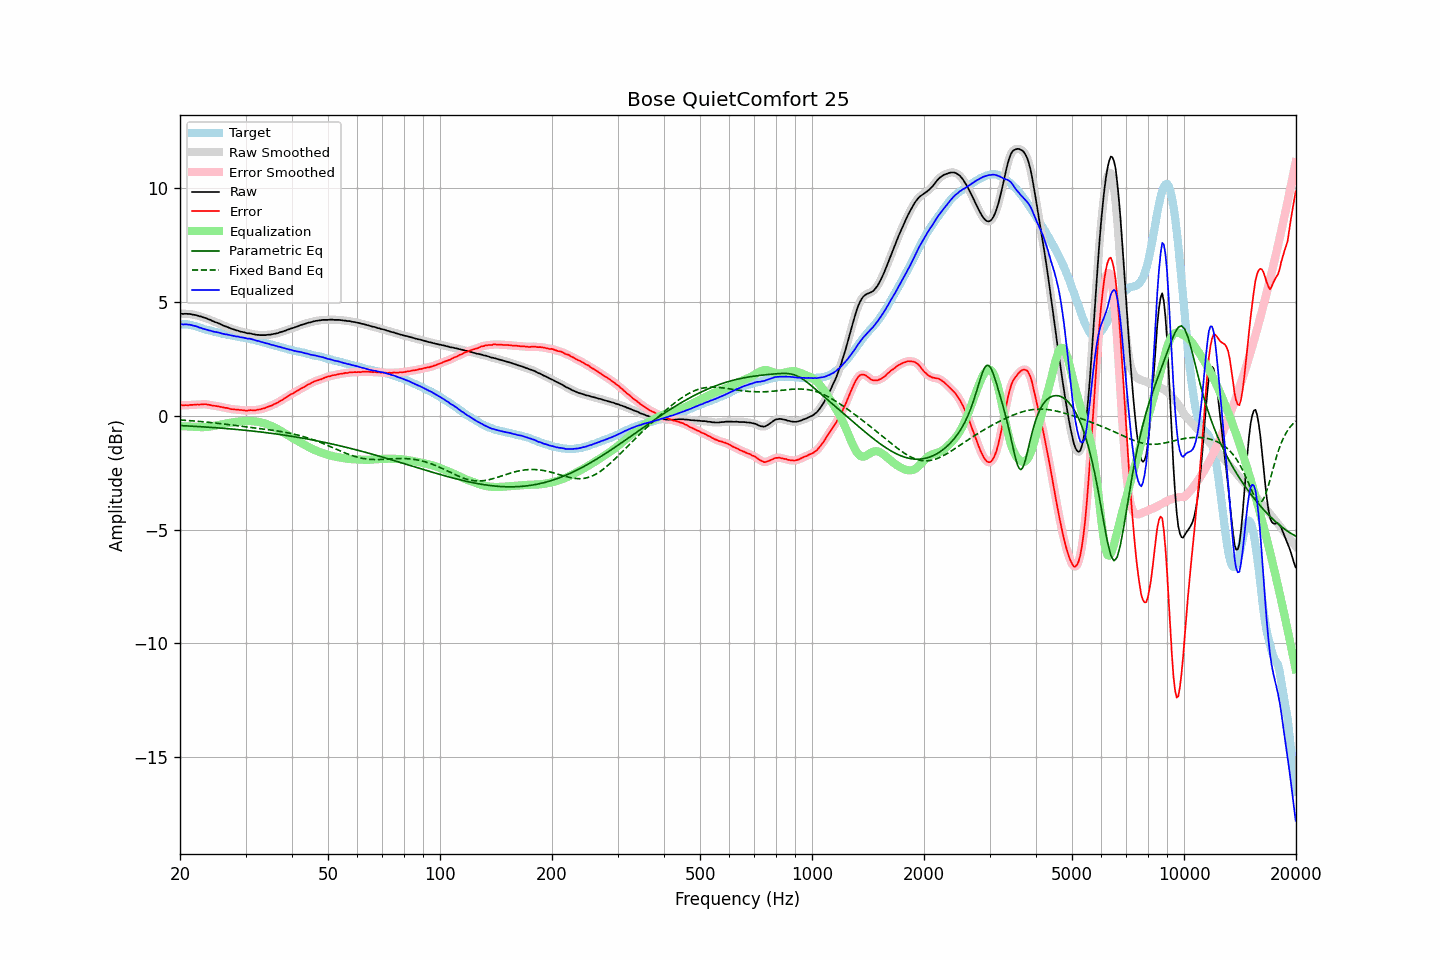 Bose QuietComfort 25
Target
Raw Smoothed
Error Smoothed
Raw
Error
Equalization
Parametric Eq
Fixed Band Eq
Equalized
10
5
0
−5
−10
−15
Amplitude (dBr)
20 50 100 200 500 1000 2000 5000 10000 20000
Frequency (Hz)